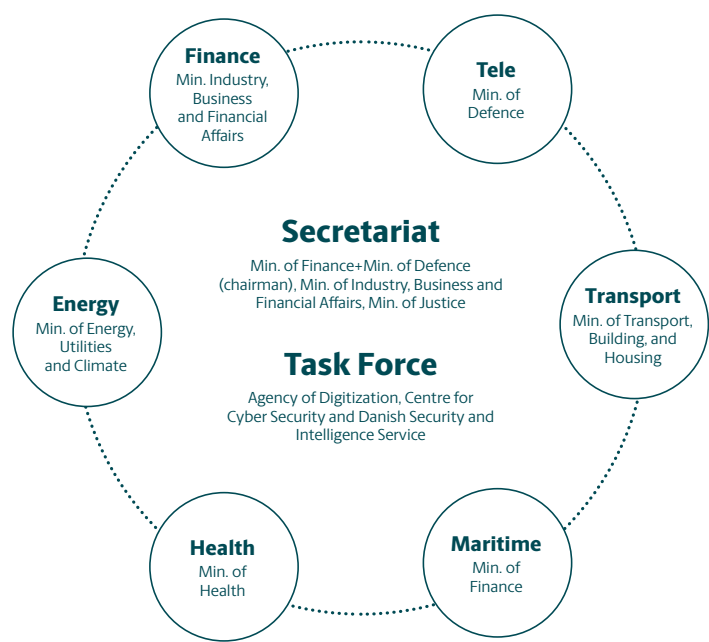 Finance
Min. Industry,
Business
and Financial
Affairs
Tele
Min. of
Defence
Secretariat
Min. of Finance+Min. of Defence
(chairman), Min. of Industry, Business and
Financial Affairs, Min. of Justice
Energy
Min. of Energy,
Utilities
and Climate
Transport
Min. of Transport,
Building, and
Housing
Task Force
Agency of Digitization, Centre for
Cyber Security and Danish Security and
Intelligence Service
Health
Min. of
Health
Maritime
Min. of
Finance